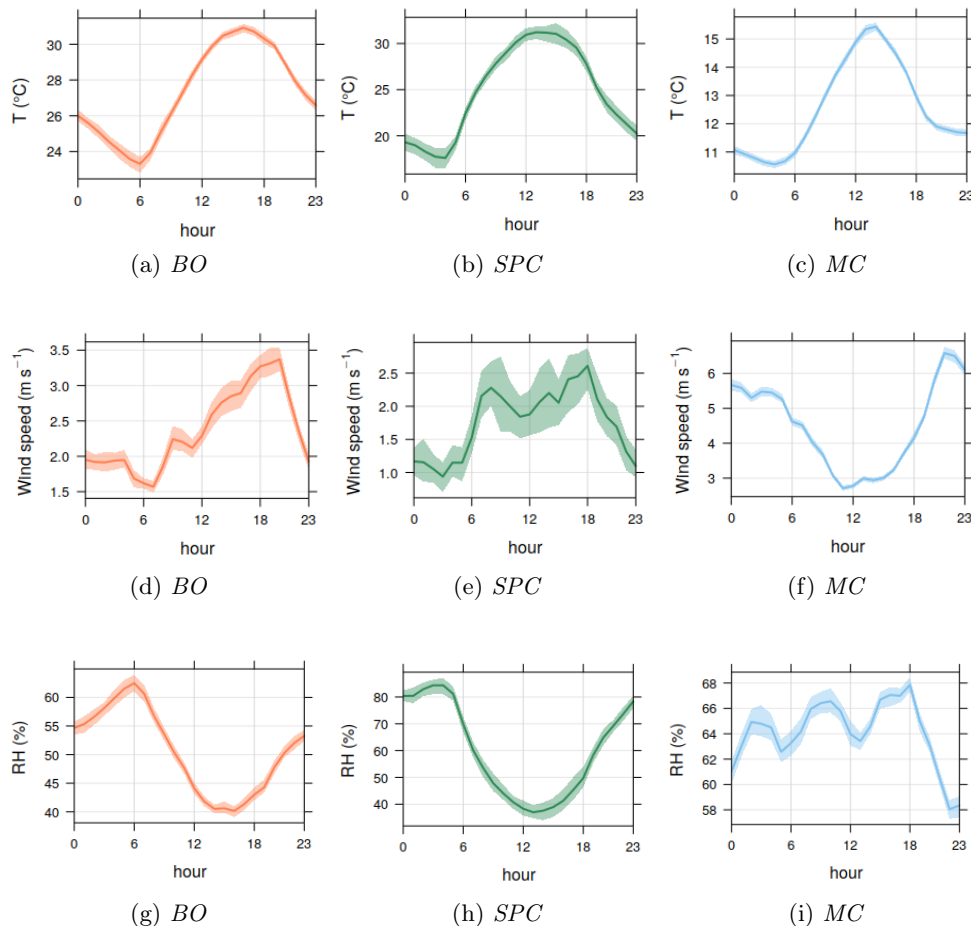 T (°C)
30
28
26
24
0 6 12 18 23
hour
(a) BO
T (°C)
30
25
20
0 6 12 18 23
hour
(b) SPC
T (°C)
15
14
13
12
11
0 6 12 18 23
hour
(c) MC
Wind speed (m s⁻¹)
3.5
3.0
2.5
2.0
1.5
0 6 12 18 23
hour
(d) BO
Wind speed (m s⁻¹)
2.5
2.0
1.5
1.0
0 6 12 18 23
hour
(e) SPC
Wind speed (m s⁻¹)
6
5
4
3
0 6 12 18 23
hour
(f) MC
RH (%)
60
55
50
45
40
0 6 12 18 23
hour
(g) BO
RH (%)
80
70
60
50
40
0 6 12 18 23
hour
(h) SPC
RH (%)
68
66
64
62
60
58
0 6 12 18 23
hour
(i) MC